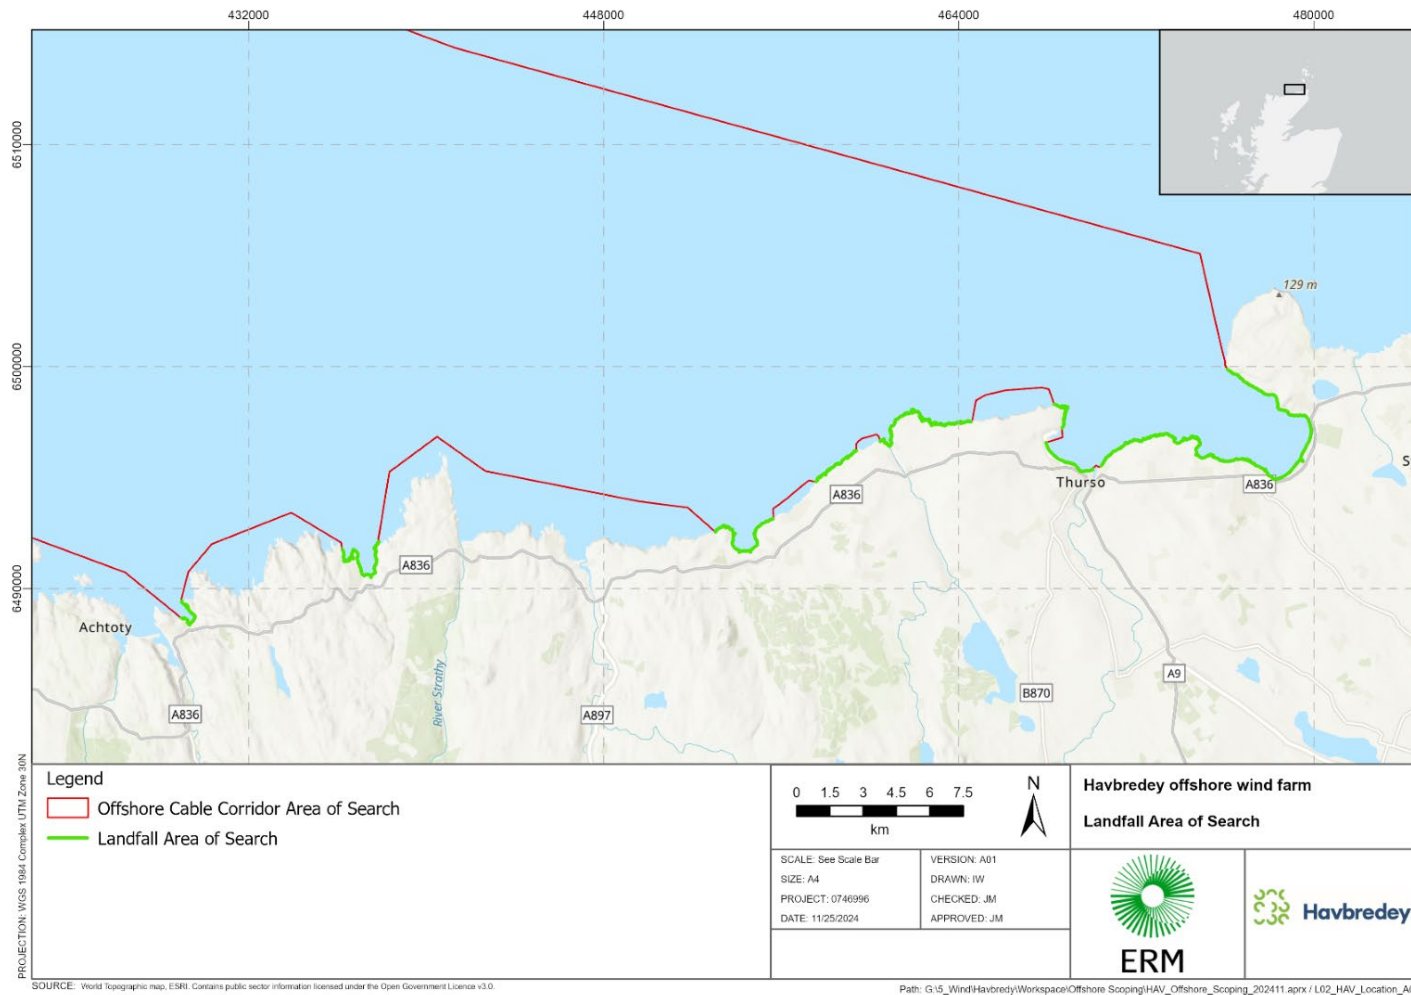 432000
448000
464000
480000
6510000
6500000
6490000
129 m
Thurso
A836
A836
A836
Achtoty
A836
River Strathy
A897
B870
A9
S
PROJECTION: WGS 1984 Complex UTM Zone 30N
Legend
Offshore Cable Corridor Area of Search
Landfall Area of Search
0 1.5 3 4.5 6 7.5
km
N
SCALE: See Scale Bar
SIZE: A4
PROJECT: 0746996
DATE: 11/25/2024
VERSION: A01
DRAWN: IW
CHECKED: JM
APPROVED: JM
Havbredey offshore wind farm
Landfall Area of Search
ERM
Havbredey
SOURCE: World Topographic map, ESRI. Contains public sector information licensed under the Open Government Licence v3.0.
Path: G:\5_Wind\Havbredy\Workspace\Offshore Scoping\HAV_Offshore_Scoping_202411.aprx / L02_HAV_Location_A